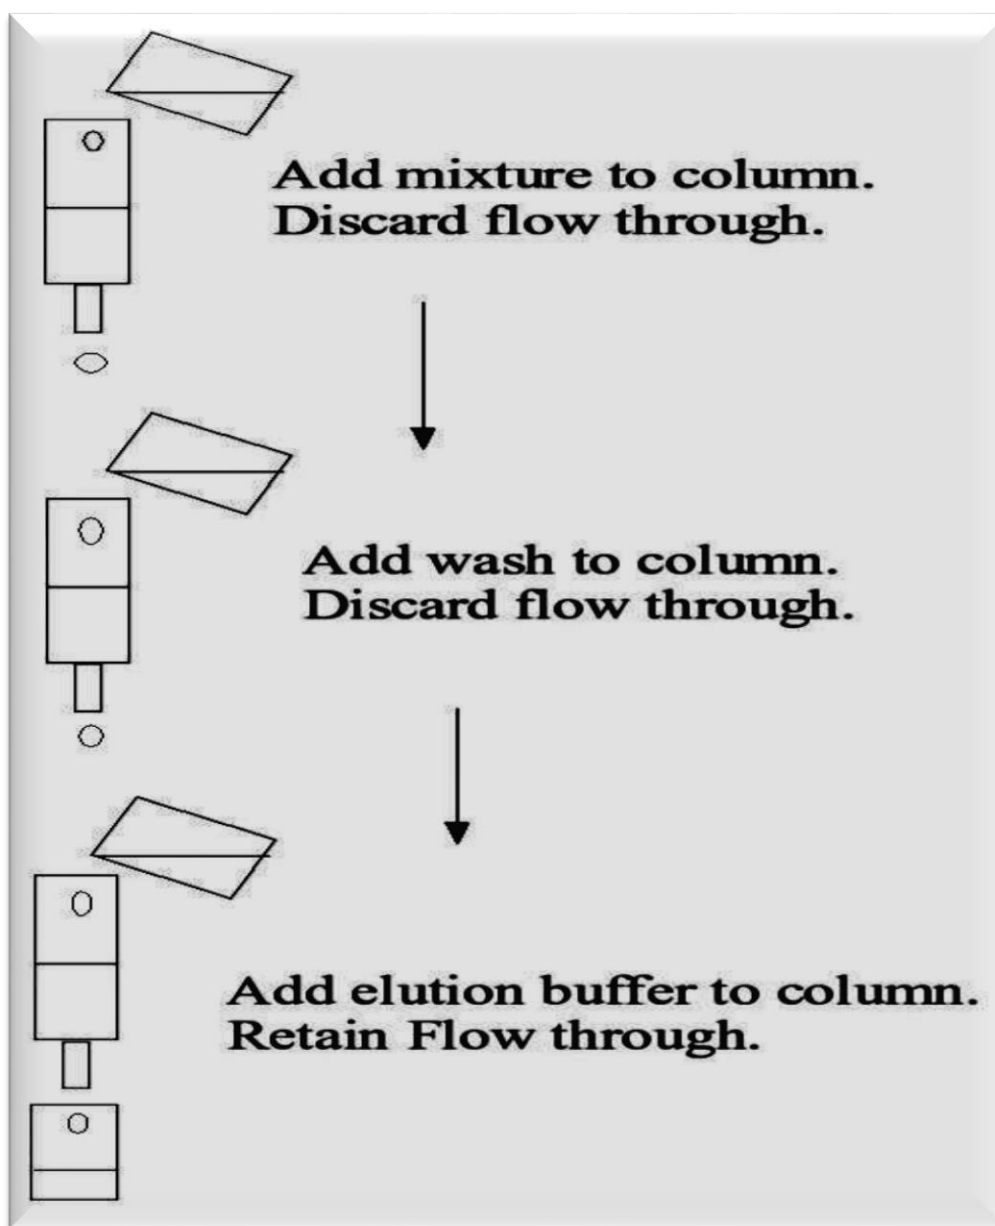 Add mixture to column.
Discard flow through.
Add wash to column.
Discard flow through.
Add elution buffer to column.
Retain Flow through.